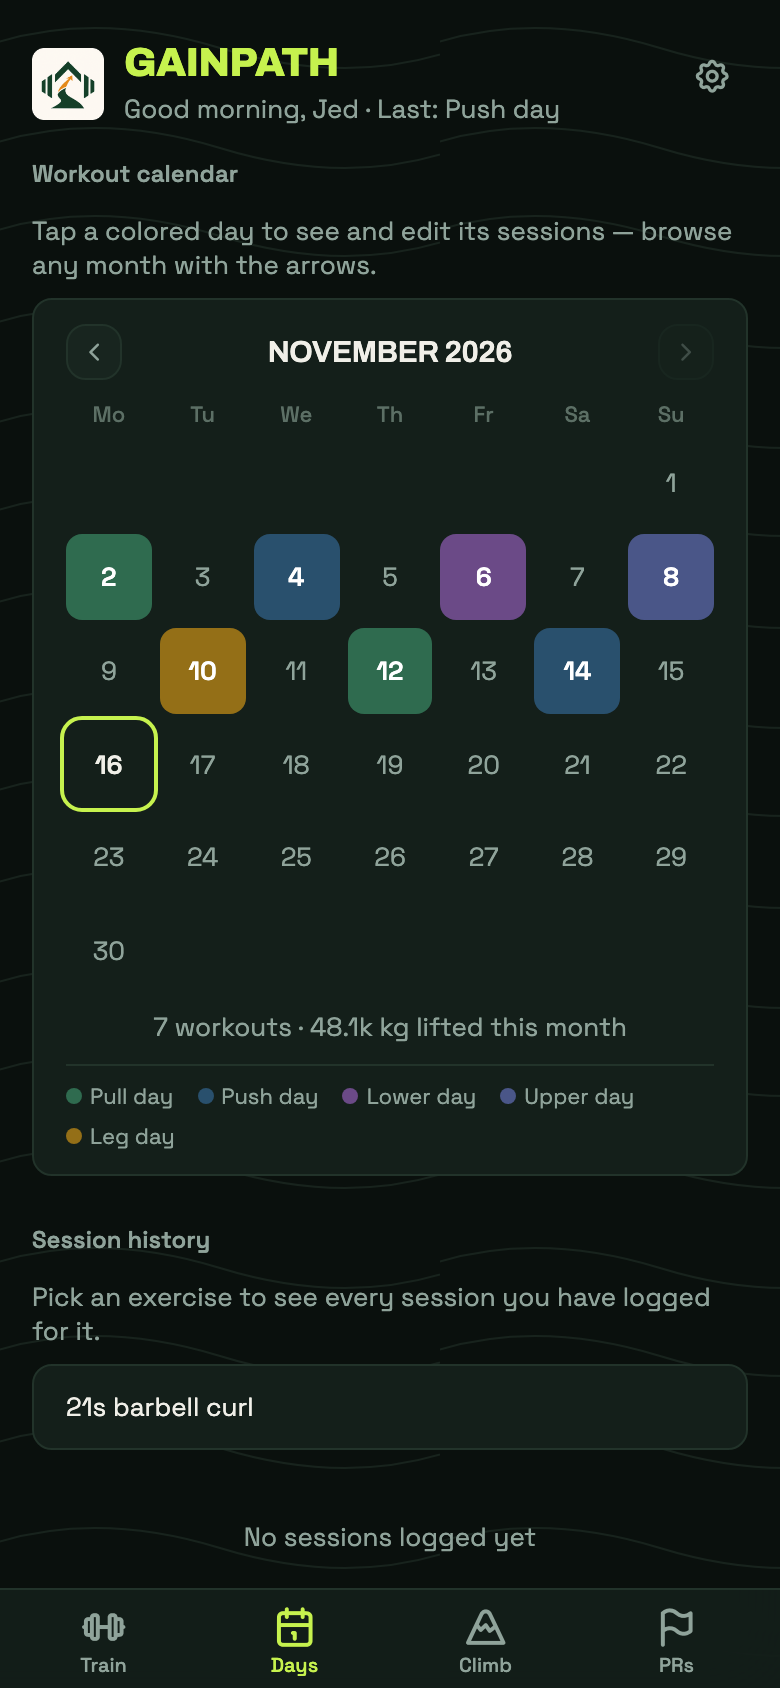 GAINPATH
Good morning, Jed · Last: Push day
Workout calendar
Tap a colored day to see and edit its sessions — browse
any month with the arrows.
NOVEMBER 2026
Mo Tu We Th Fr Sa Su
1
2 3 4 5 6 7 8
9 10 11 12 13 14 15
16 17 18 19 20 21 22
23 24 25 26 27 28 29
30
7 workouts · 48.1k kg lifted this month
Pull day Push day Lower day Upper day
Leg day
Session history
Pick an exercise to see every session you have logged
for it.
21s barbell curl
No sessions logged yet
Train Days Climb PRs